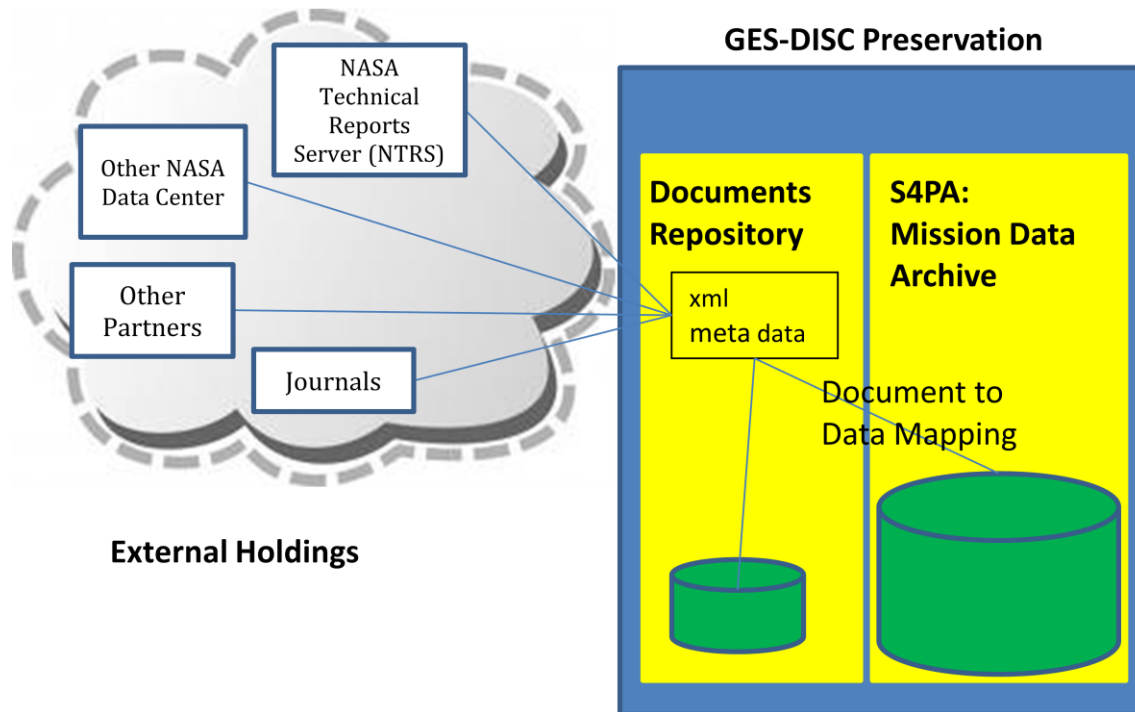 GES-DISC Preservation
NASA
Technical
Reports
Server (NTRS)
Other NASA
Data Center
Other
Partners
Journals
External Holdings
Documents
Repository
xml
meta data
S4PA:
Mission Data
Archive
Document to
Data Mapping